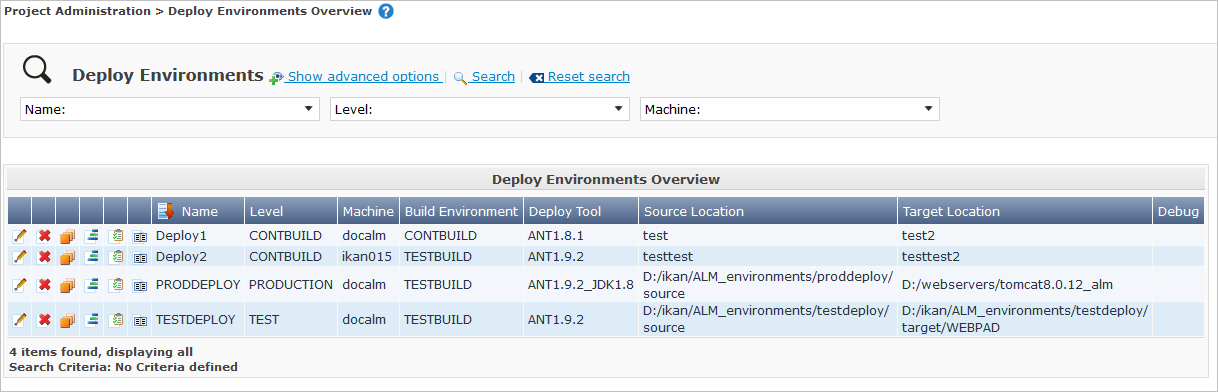 Project Administration > Deploy Environments Overview ?
Deploy Environments Show advanced options | Search | Reset search
Name: Level: Machine:
Deploy Environments Overview
Name Level Machine Build Environment Deploy Tool Source Location Target Location Debug
Deploy1 CONTBUILD docalm CONTBUILD ANT1.8.1 test test2
Deploy2 CONTBUILD ikan015 TESTBUILD ANT1.9.2 testtest testtest2
PRODDEPLOY PRODUCTION docalm TESTBUILD ANT1.9.2_JDK1.8 D:/ikan/ALM_environments/proddeploy/ D:/webservers/tomcat8.0.12_alm
source
TESTDEPLOY TEST docalm TESTBUILD ANT1.9.2 D:/ikan/ALM_environments/testdeploy/ D:/ikan/ALM_environments/testdeploy/
source target/WEBPAD
4 items found, displaying all
Search Criteria: No Criteria defined